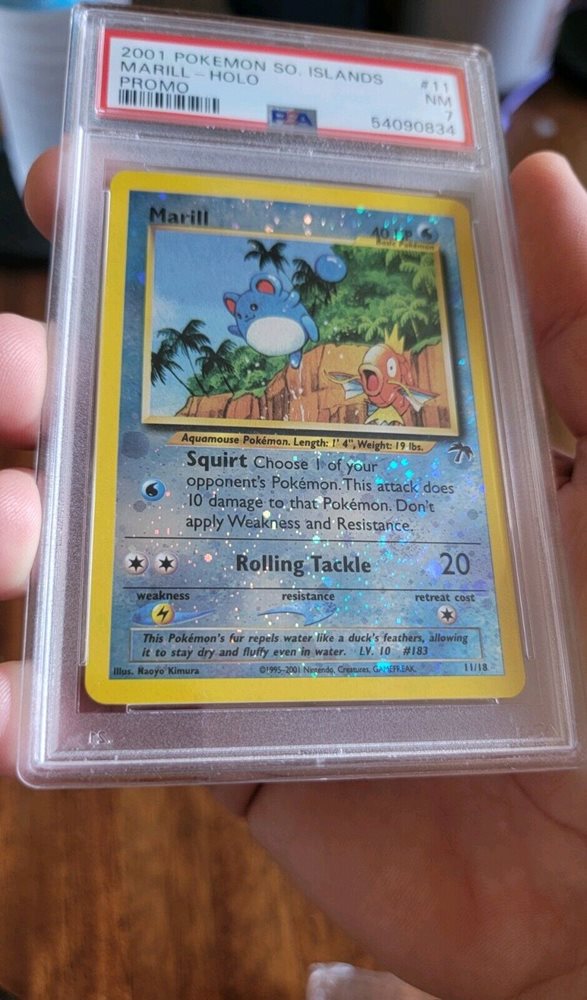 2001 POKEMON SO. ISLANDS #11
MARILL - HOLO NM
PROMO 7
PSA 54090834
Marill 40 HP
Basic Pokémon
Aquamouse Pokémon. Length: 1' 4", Weight: 19 lbs.
Squirt Choose 1 of your
opponent's Pokémon. This attack does
10 damage to that Pokémon. Don't
apply Weakness and Resistance.
Rolling Tackle 20
weakness resistance retreat cost
This Pokémon's fur repels water like a duck's feathers, allowing
it to stay dry and fluffy even in water. LV. 10 #183
Illus. Naoyo Kimura ©1995-2001 Nintendo, Creatures, GAMEFREAK. 11/18